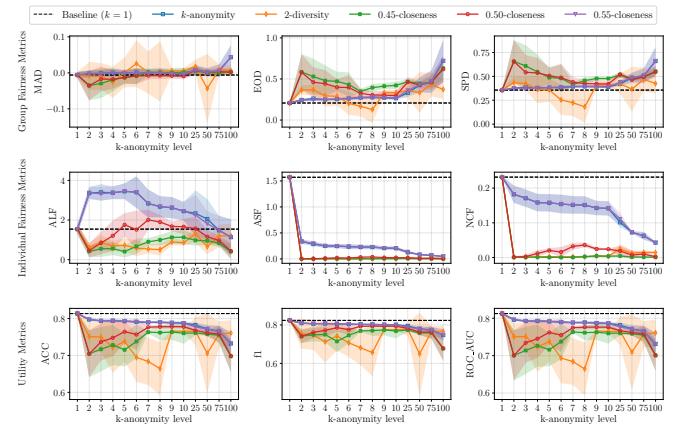 Baseline (k = 1) k-anonymity 2-diversity 0.45-closeness 0.50-closeness 0.55-closeness
Group Fairness Metrics
MAD
0.1
0.0
−0.1
1 2 3 4 5 6 7 8 9 10 25 50 75 100
k-anonymity level
EOD
1.0
0.5
0.0
1 2 3 4 5 6 7 8 9 10 25 50 75 100
k-anonymity level
SPD
0.75
0.50
0.25
0.00
1 2 3 4 5 6 7 8 9 10 25 50 75 100
k-anonymity level
Individual Fairness Metrics
ALF
4
2
0
1 2 3 4 5 6 7 8 9 10 25 50 75 100
k-anonymity level
ASF
1.5
1.0
0.5
0.0
1 2 3 4 5 6 7 8 9 10 25 50 75 100
k-anonymity level
NCF
0.2
0.1
0.0
1 2 3 4 5 6 7 8 9 10 25 50 75 100
k-anonymity level
Utility Metrics
ACC
0.8
0.7
0.6
1 2 3 4 5 6 7 8 9 10 25 50 75 100
k-anonymity level
f1
0.8
0.6
1 2 3 4 5 6 7 8 9 10 25 50 75 100
k-anonymity level
ROC_AUC
0.8
0.7
0.6
1 2 3 4 5 6 7 8 9 10 25 50 75 100
k-anonymity level